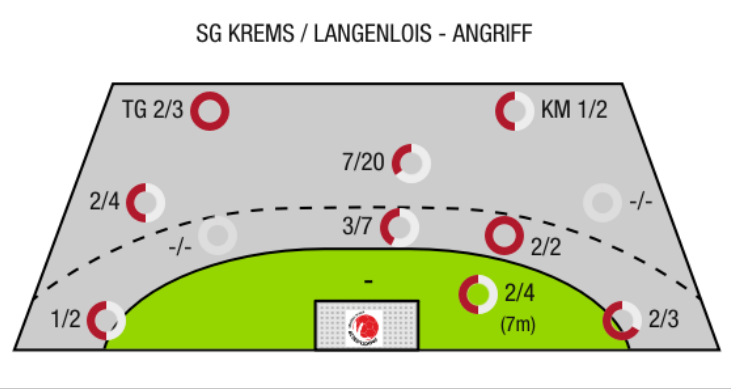 SG KREMS / LANGENLOIS - ANGRIFF
TG 2/3
KM 1/2
7/20
2/4
-/-
3/7
-/-
2/2
-
2/4
(7m)
1/2
2/3